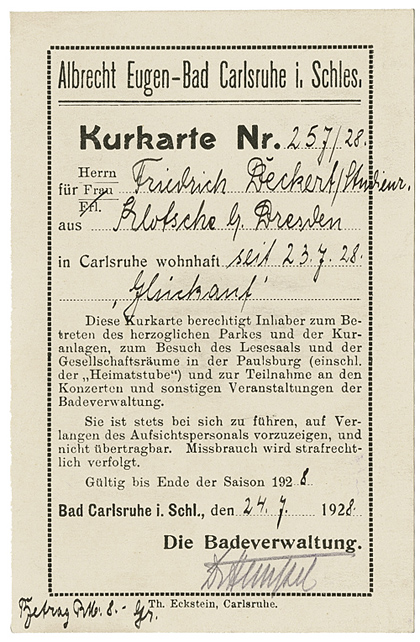 Albrecht Eugen-Bad Carlsruhe i. Schles.
Kurkarte Nr. 257/28.
Herrn
für Frau Friedrich Deckert/Studienr.
Frl.
aus Klotsche b. Dresden
in Carlsruhe wohnhaft seit 23.7.28.
"Glückauf"
Diese Kurkarte berechtigt Inhaber zum Be-
treten des herzoglichen Parkes und der Kur-
anlagen, zum Besuch des Lesesaals und der
Gesellschaftsräume in der Paulsburg (einschl.
der „Heimatstube") und zur Teilnahme an den
Konzerten und sonstigen Veranstaltungen der
Badeverwaltung.
Sie ist stets bei sich zu führen, auf Ver-
langen des Aufsichtspersonals vorzuzeigen, und
nicht übertragbar. Missbrauch wird strafrecht-
lich verfolgt.
Gültig bis Ende der Saison 192 8.
Bad Carlsruhe i. Schl., den 24. 7. 1928.
Die Badeverwaltung.
8.-
Th. Eckstein, Carlsruhe.